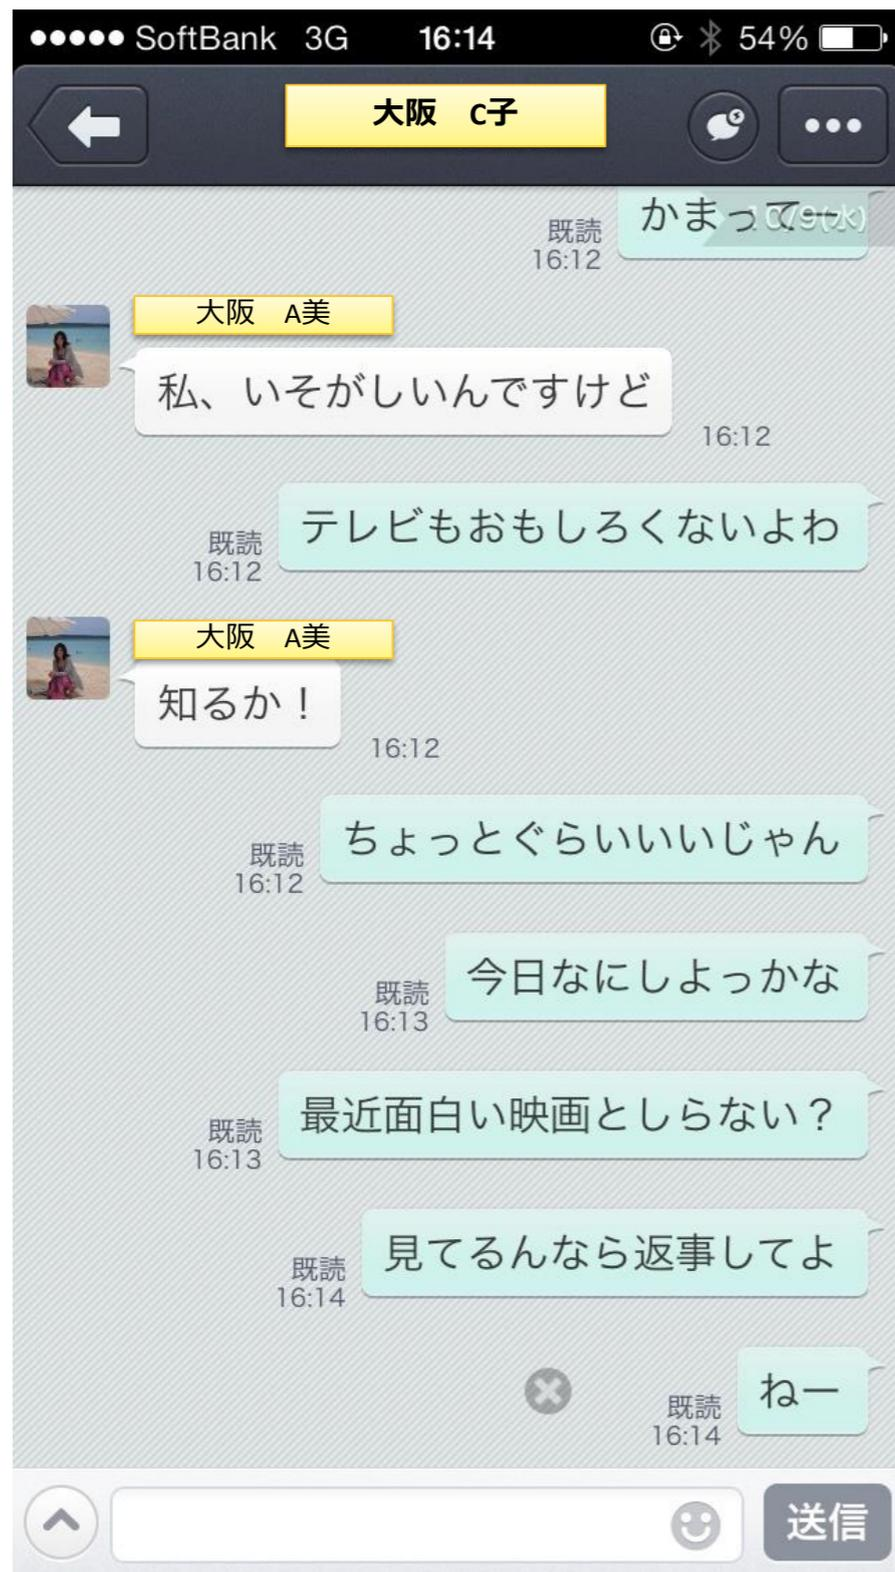 SoftBank 3G 16:14 54%
大阪 C子
かまってー
10/9(水)
既読
16:12
大阪 A美
私、いそがしいんですけど
16:12
テレビもおもしろくないよわ
既読
16:12
大阪 A美
知るか！
16:12
ちょっとぐらいいいじゃん
既読
16:12
今日なにしよっかな
既読
16:13
最近面白い映画としらない？
既読
16:13
見てるんなら返事してよ
既読
16:14
ねー
既読
16:14
送信